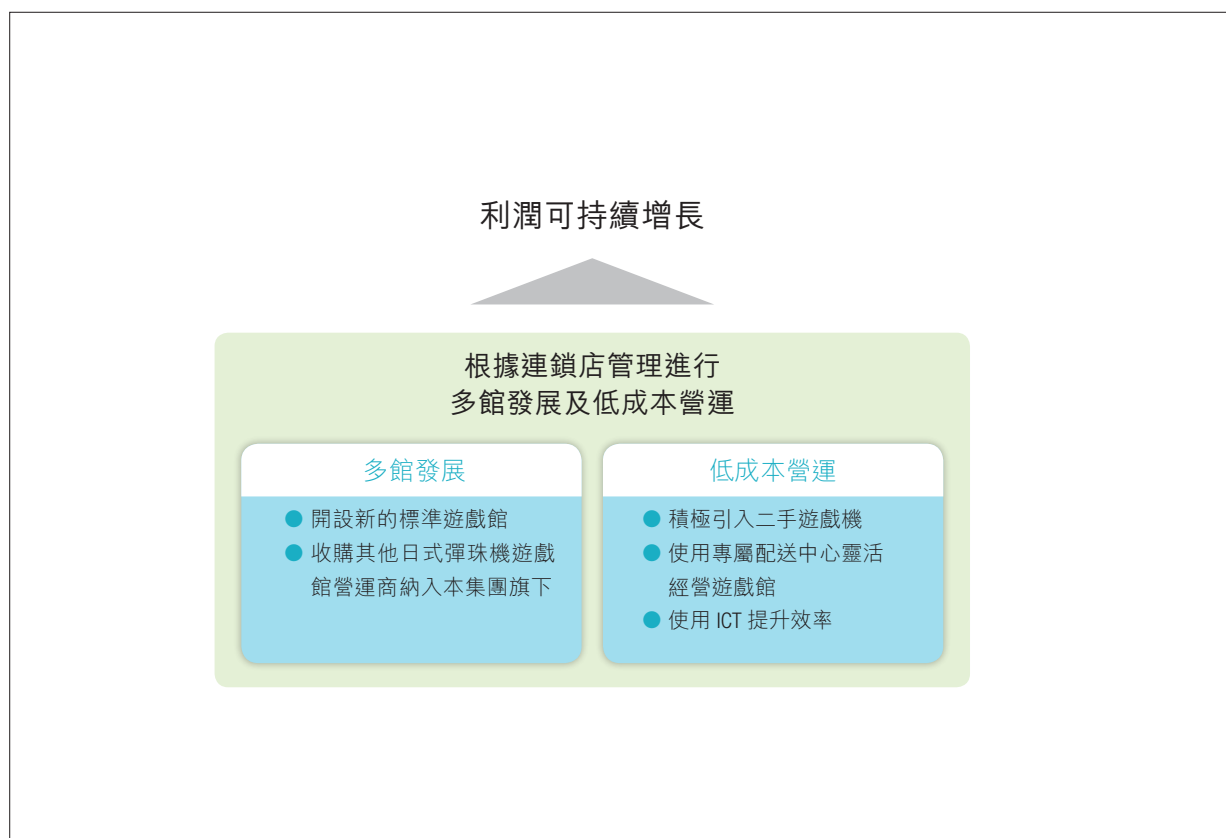 利潤可持續增長
根據連鎖店管理進行
多館發展及低成本營運
多館發展
● 開設新的標準遊戲館
● 收購其他日式彈珠機遊戲
館營運商納入本集團旗下
低成本營運
● 積極引入二手遊戲機
● 使用專屬配送中心靈活
經營遊戲館
● 使用 ICT 提升效率